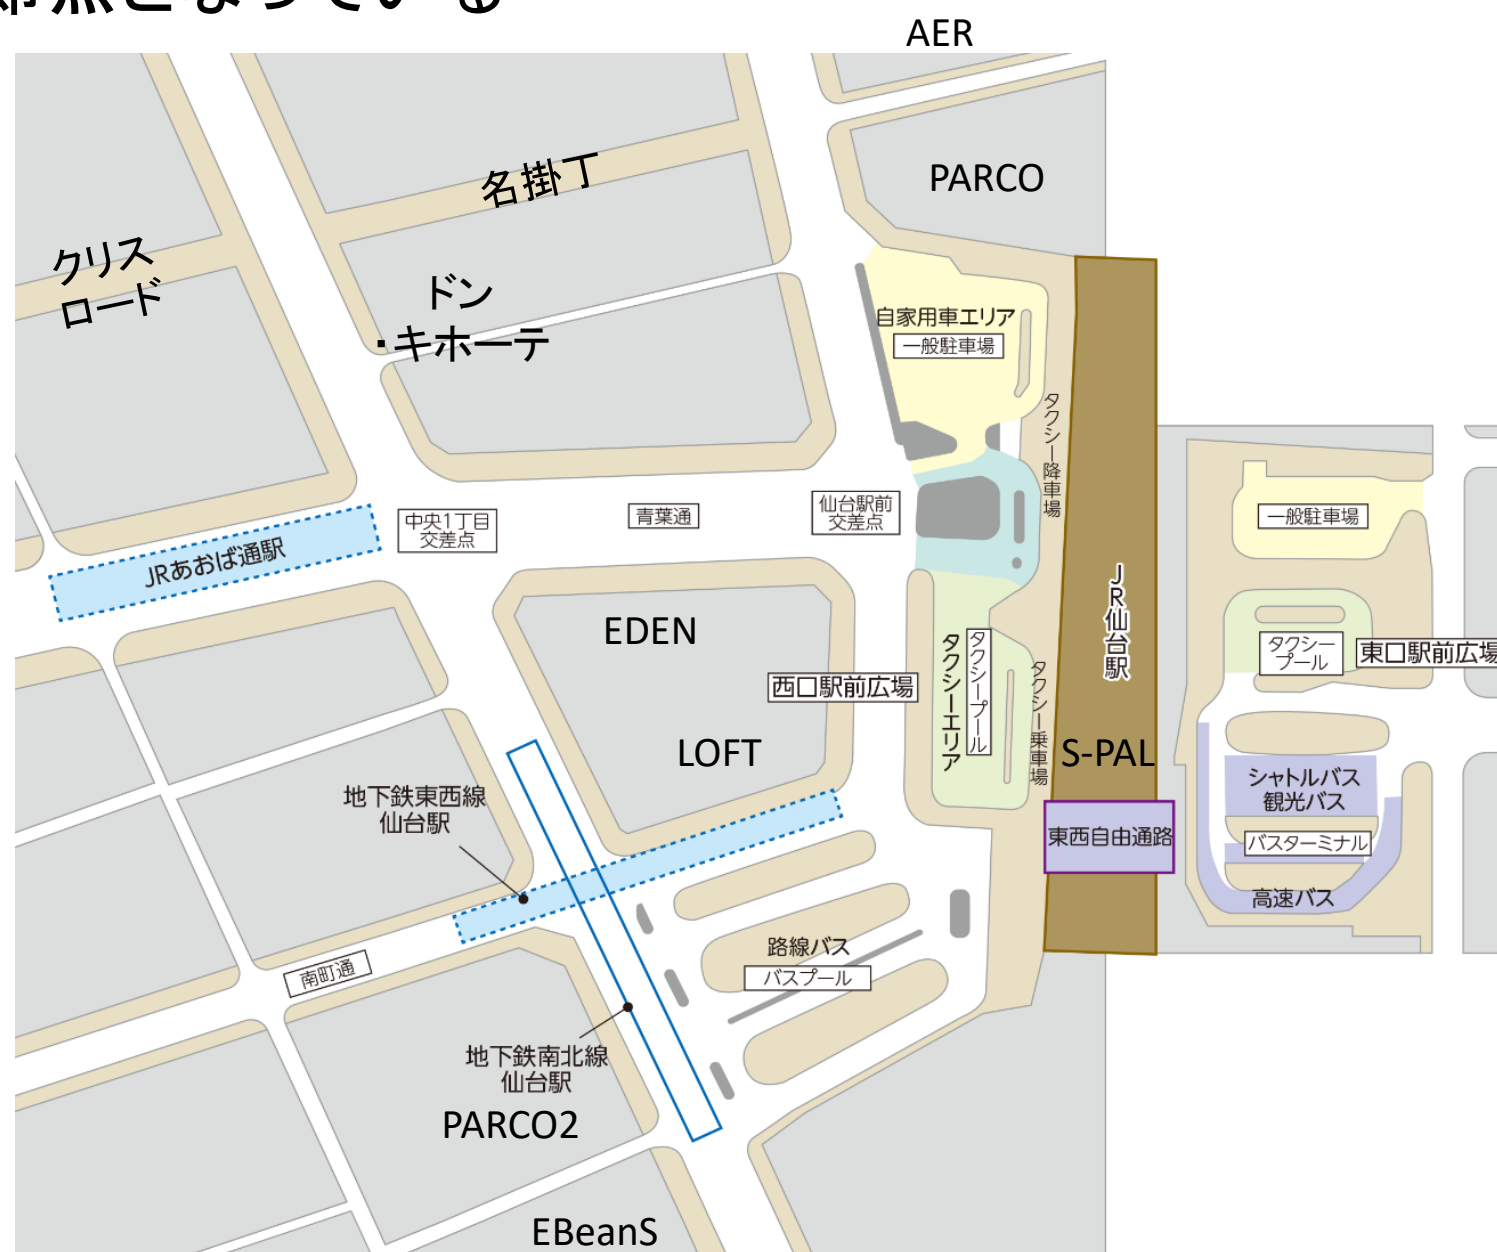 節点となっている
AER
PARCO
名掛丁
クリス
ロード
ドン
・キホーテ
自家用車エリア
一般駐車場
タクシー降車場
中央1丁目
交差点
青葉通
仙台駅前
交差点
一般駐車場
JRあおば通駅
JR仙台駅
EDEN
タクシーエリア
タクシープール
タクシー
プール
東口駅前広場
西口駅前広場
タクシー乗車場
LOFT
S-PAL
地下鉄東西線
仙台駅
シャトルバス
観光バス
東西自由通路
バスターミナル
高速バス
路線バス
バスプール
南町通
地下鉄南北線
仙台駅
PARCO2
EBeanS